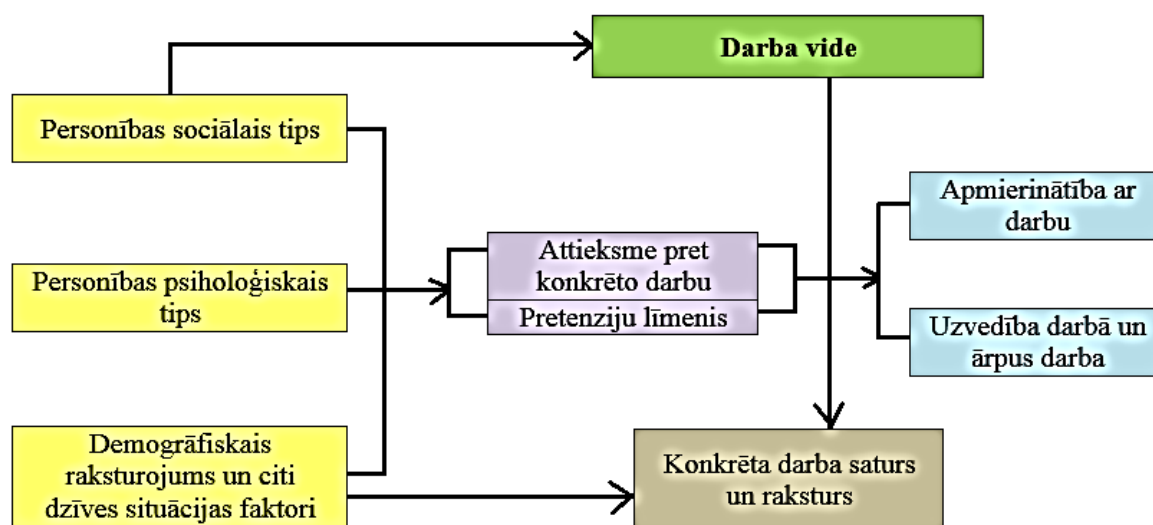 Darba vide
Personības sociālais tips
Apmierinātība ar
darbu
Attieksme pret
konkrēto darbu
Pretenziju līmenis
Personības psiholoģiskais
tips
Uzvedība darbā un
ārpus darba
Demogrāfiskais
raksturojums un citi
dzīves situācijas faktori
Konkrēta darba saturs
un raksturs